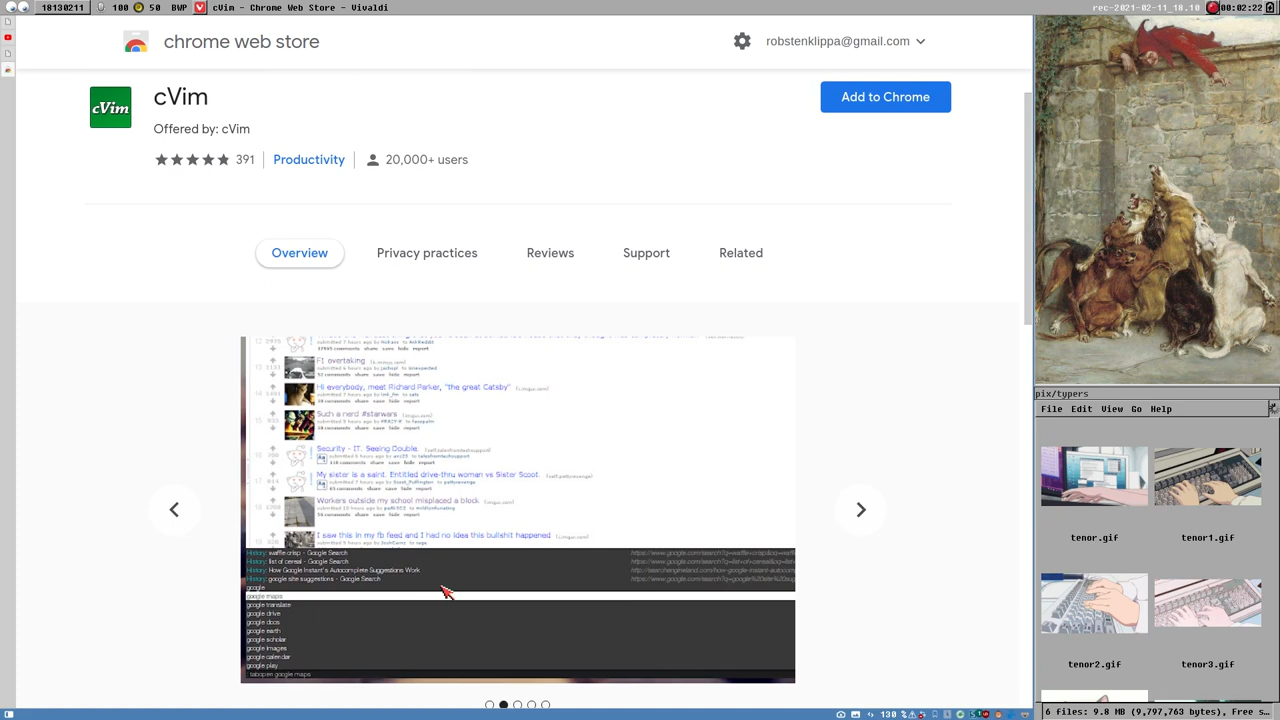 18130211
100
50
BWP
cVim - Chrome Web Store - Vivaldi
rec-2021-02-11_18.10
00:02:22
chrome web store
robstenklippa@gmail.com
cVim
cVim
Add to Chrome
Offered by: cVim
391
Productivity
20,000+ users
Overview
Privacy practices
Reviews
Support
Related
F1 overtaking
Hi everybody, meet Richard Parker, "the great Catsby"
Such a nerd #starwars
Security - IT. Seeing Double.
My sister is a saint. Entitled drive-thru woman vs Sister Scoot.
Workers outside my school misplaced a block
I saw this in my fb feed and I had no idea this bullshit happened
History: waffle crisp - Google Search
History: list of cereal - Google Search
History: How Google Instant's Autocomplete Suggestions Work
History: google site suggestions - Google Search
google
google maps
google translate
google drive
google docs
google earth
google scholar
google images
google calendar
google play
tabopen google maps
pix/typers
File Edit View Go Help
tenor.gif
tenor1.gif
tenor2.gif
tenor3.gif
6 files: 9.8 MB (9,797,763 bytes), Free s...
130 %